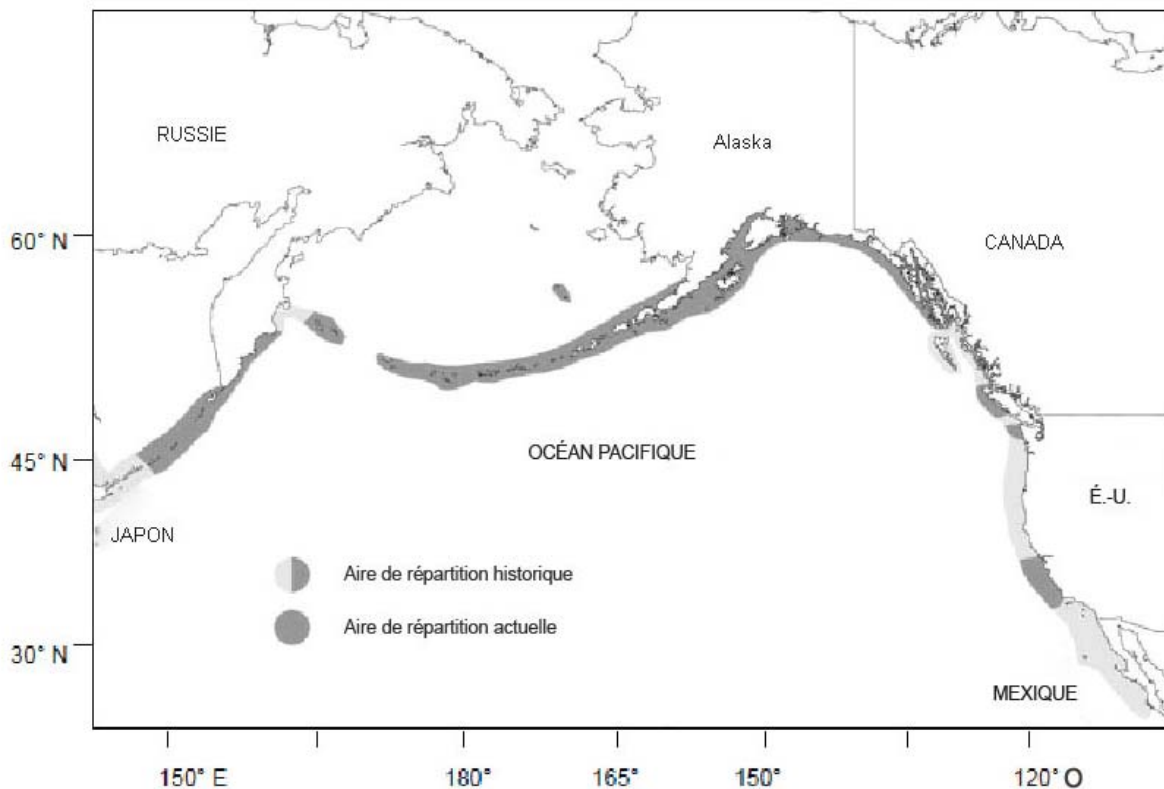 RUSSIE
Alaska
60° N
CANADA
45° N
OCÉAN PACIFIQUE
É.-U.
JAPON
Aire de répartition historique
Aire de répartition actuelle
30° N
MEXIQUE
150° E
180°
165°
150°
120° O